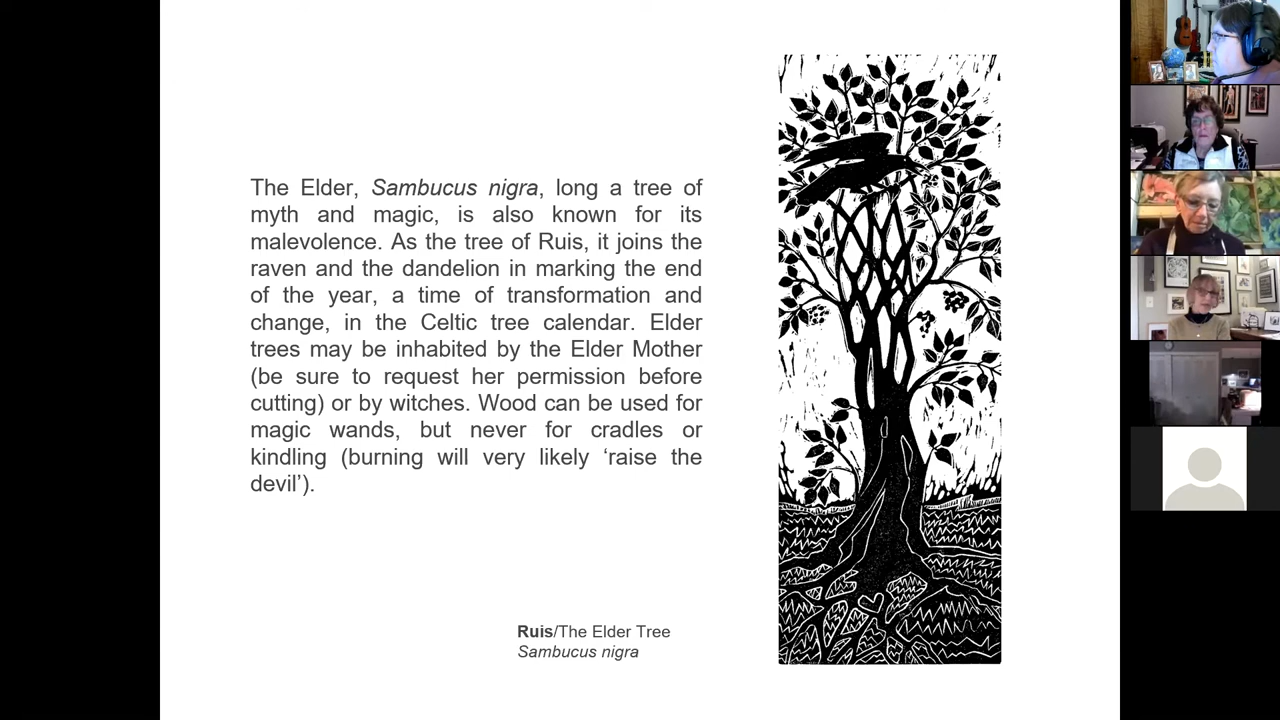 The Elder, Sambucus nigra, long a tree of
myth and magic, is also known for its
malevolence. As the tree of Ruis, it joins the
raven and the dandelion in marking the end
of the year, a time of transformation and
change, in the Celtic tree calendar. Elder
trees may be inhabited by the Elder Mother
(be sure to request her permission before
cutting) or by witches. Wood can be used for
magic wands, but never for cradles or
kindling (burning will very likely ‘raise the
devil’).
Ruis/The Elder Tree
Sambucus nigra